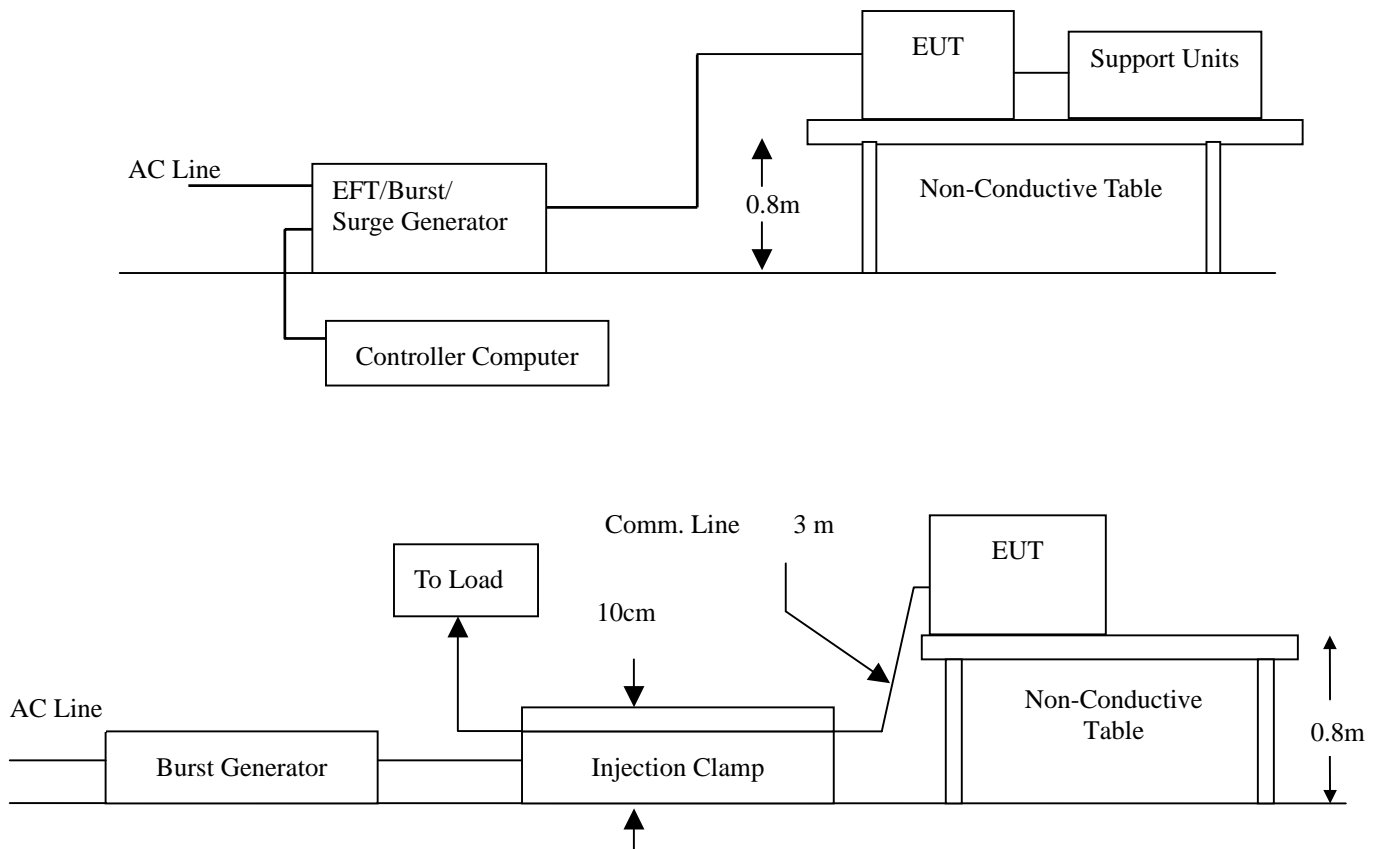 EUT
Support Units
AC Line
EFT/Burst/
Surge Generator
0.8m
Non-Conductive Table
Controller Computer
Comm. Line 3 m
EUT
To Load
10cm
AC Line
Non-Conductive
Table
0.8m
Burst Generator
Injection Clamp